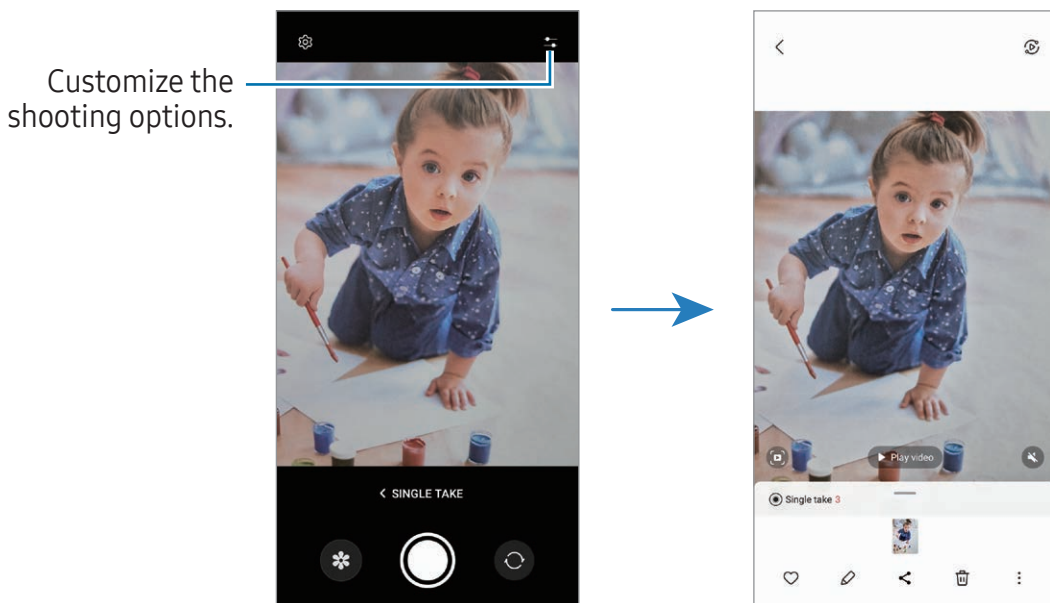 Customize the
shooting options.
SINGLE TAKE
Play video
Single take 3